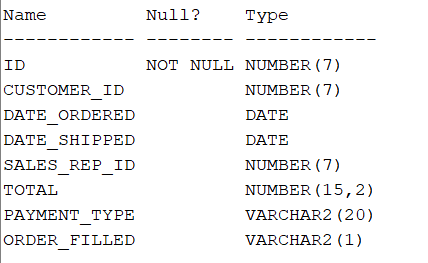 Name         Null?    Type
------------ -------- ------------
ID           NOT NULL NUMBER(7)
CUSTOMER_ID           NUMBER(7)
DATE_ORDERED          DATE
DATE_SHIPPED          DATE
SALES_REP_ID          NUMBER(7)
TOTAL                 NUMBER(15,2)
PAYMENT_TYPE          VARCHAR2(20)
ORDER_FILLED          VARCHAR2(1)